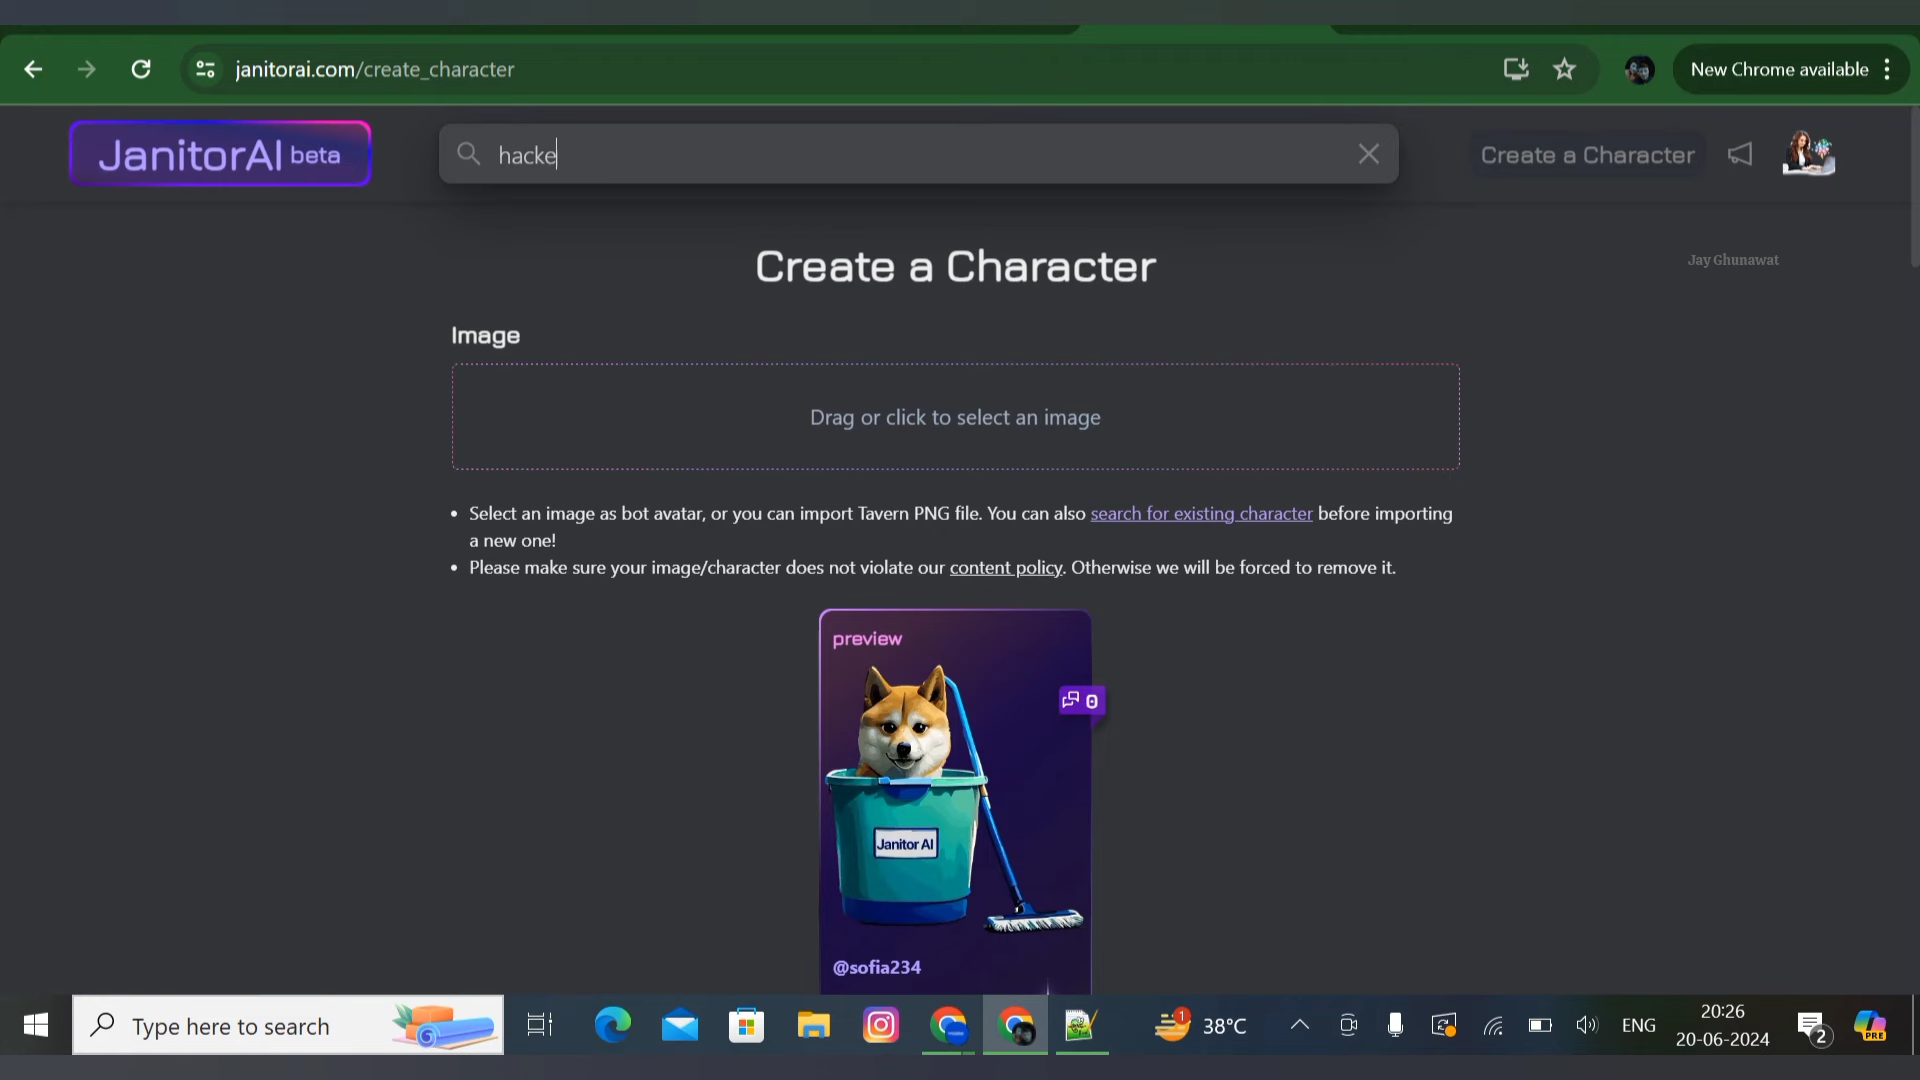 janitorai.com/create_character
New Chrome available
JanitorAI beta
hacke
Create a Character
Create a Character
Jay Ghunawat
Image
Drag or click to select an image
• Select an image as bot avatar, or you can import Tavern PNG file. You can also search for existing character before importing
a new one!
• Please make sure your image/character does not violate our content policy. Otherwise we will be forced to remove it.
preview
0
Janitor AI
@sofia234
Type here to search
1
38°C
ENG
20:26
20-06-2024
2
PRE